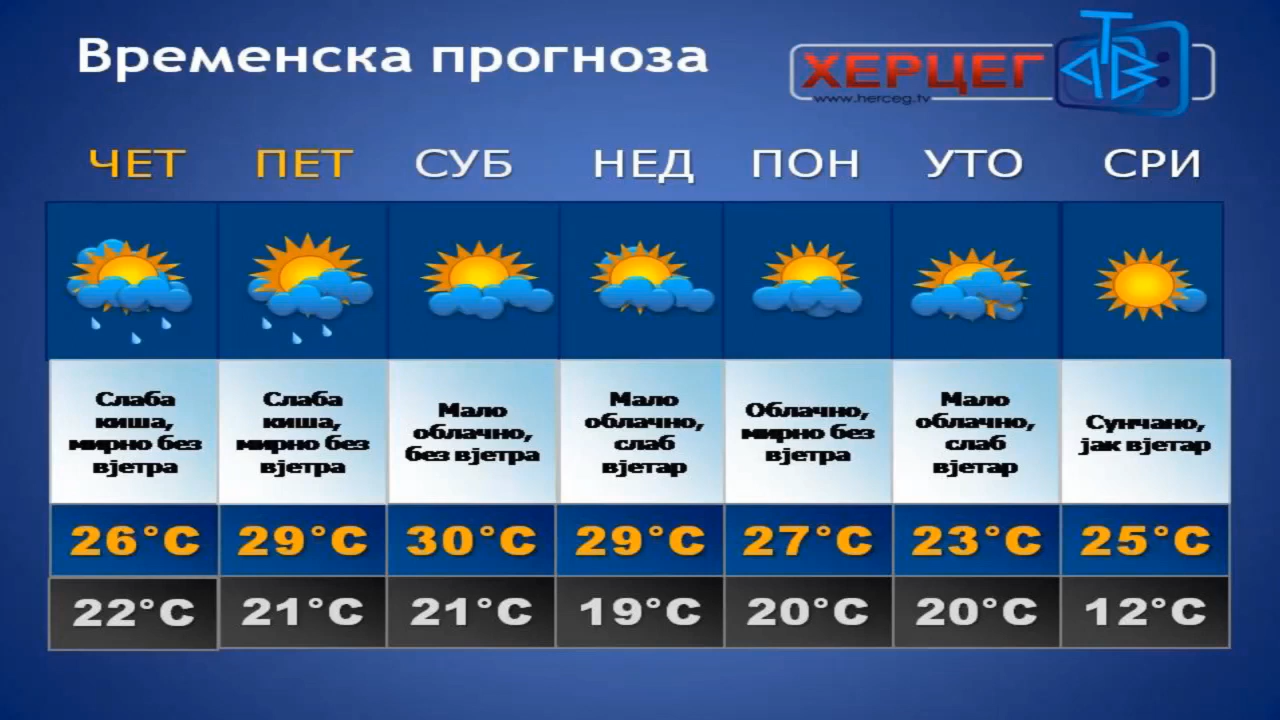 Временска прогноза
ХЕРЦЕГ
www.herceg.tv
ТВ
ЧЕТ ПЕТ СУБ НЕД ПОН УТО СРИ
Слаба
киша,
мирно без
вјетра
Слаба
киша,
мирно без
вјетра
Мало
облачно,
без вјетра
Мало
облачно,
слаб
вјетар
Облачно,
мирно без
вјетра
Мало
облачно,
слаб
вјетар
Сунчано,
јак вјетар
26°C 29°C 30°C 29°C 27°C 23°C 25°C
22°C 21°C 21°C 19°C 20°C 20°C 12°C